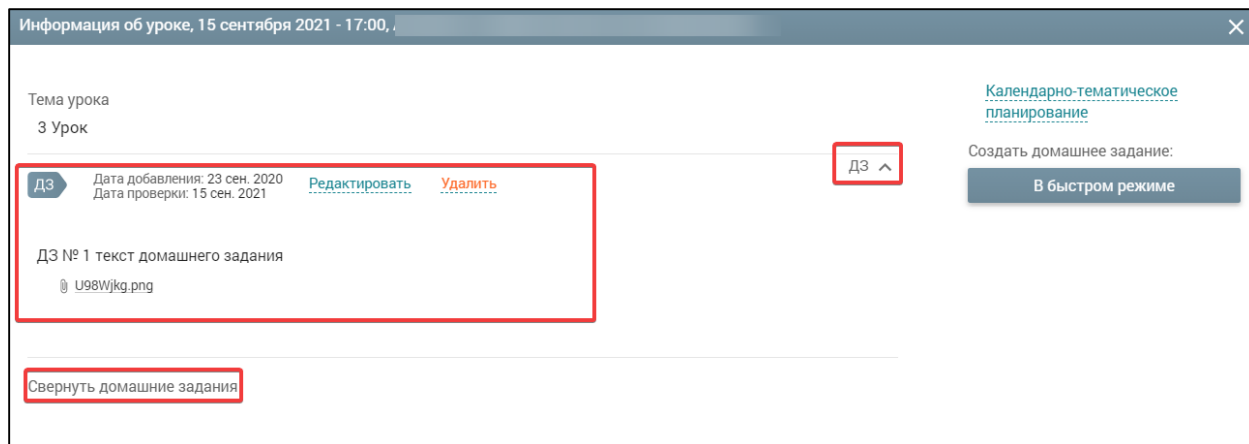 Информация об уроке, 15 сентября 2021 - 17:00,
Тема урока
3 Урок
ДЗ
ДЗ
Дата добавления: 23 сен. 2020
Дата проверки: 15 сен. 2021
Редактировать
Удалить
ДЗ № 1 текст домашнего задания
U98Wjkg.png
Свернуть домашние задания
Календарно-тематическое
планирование
Создать домашнее задание:
В быстром режиме